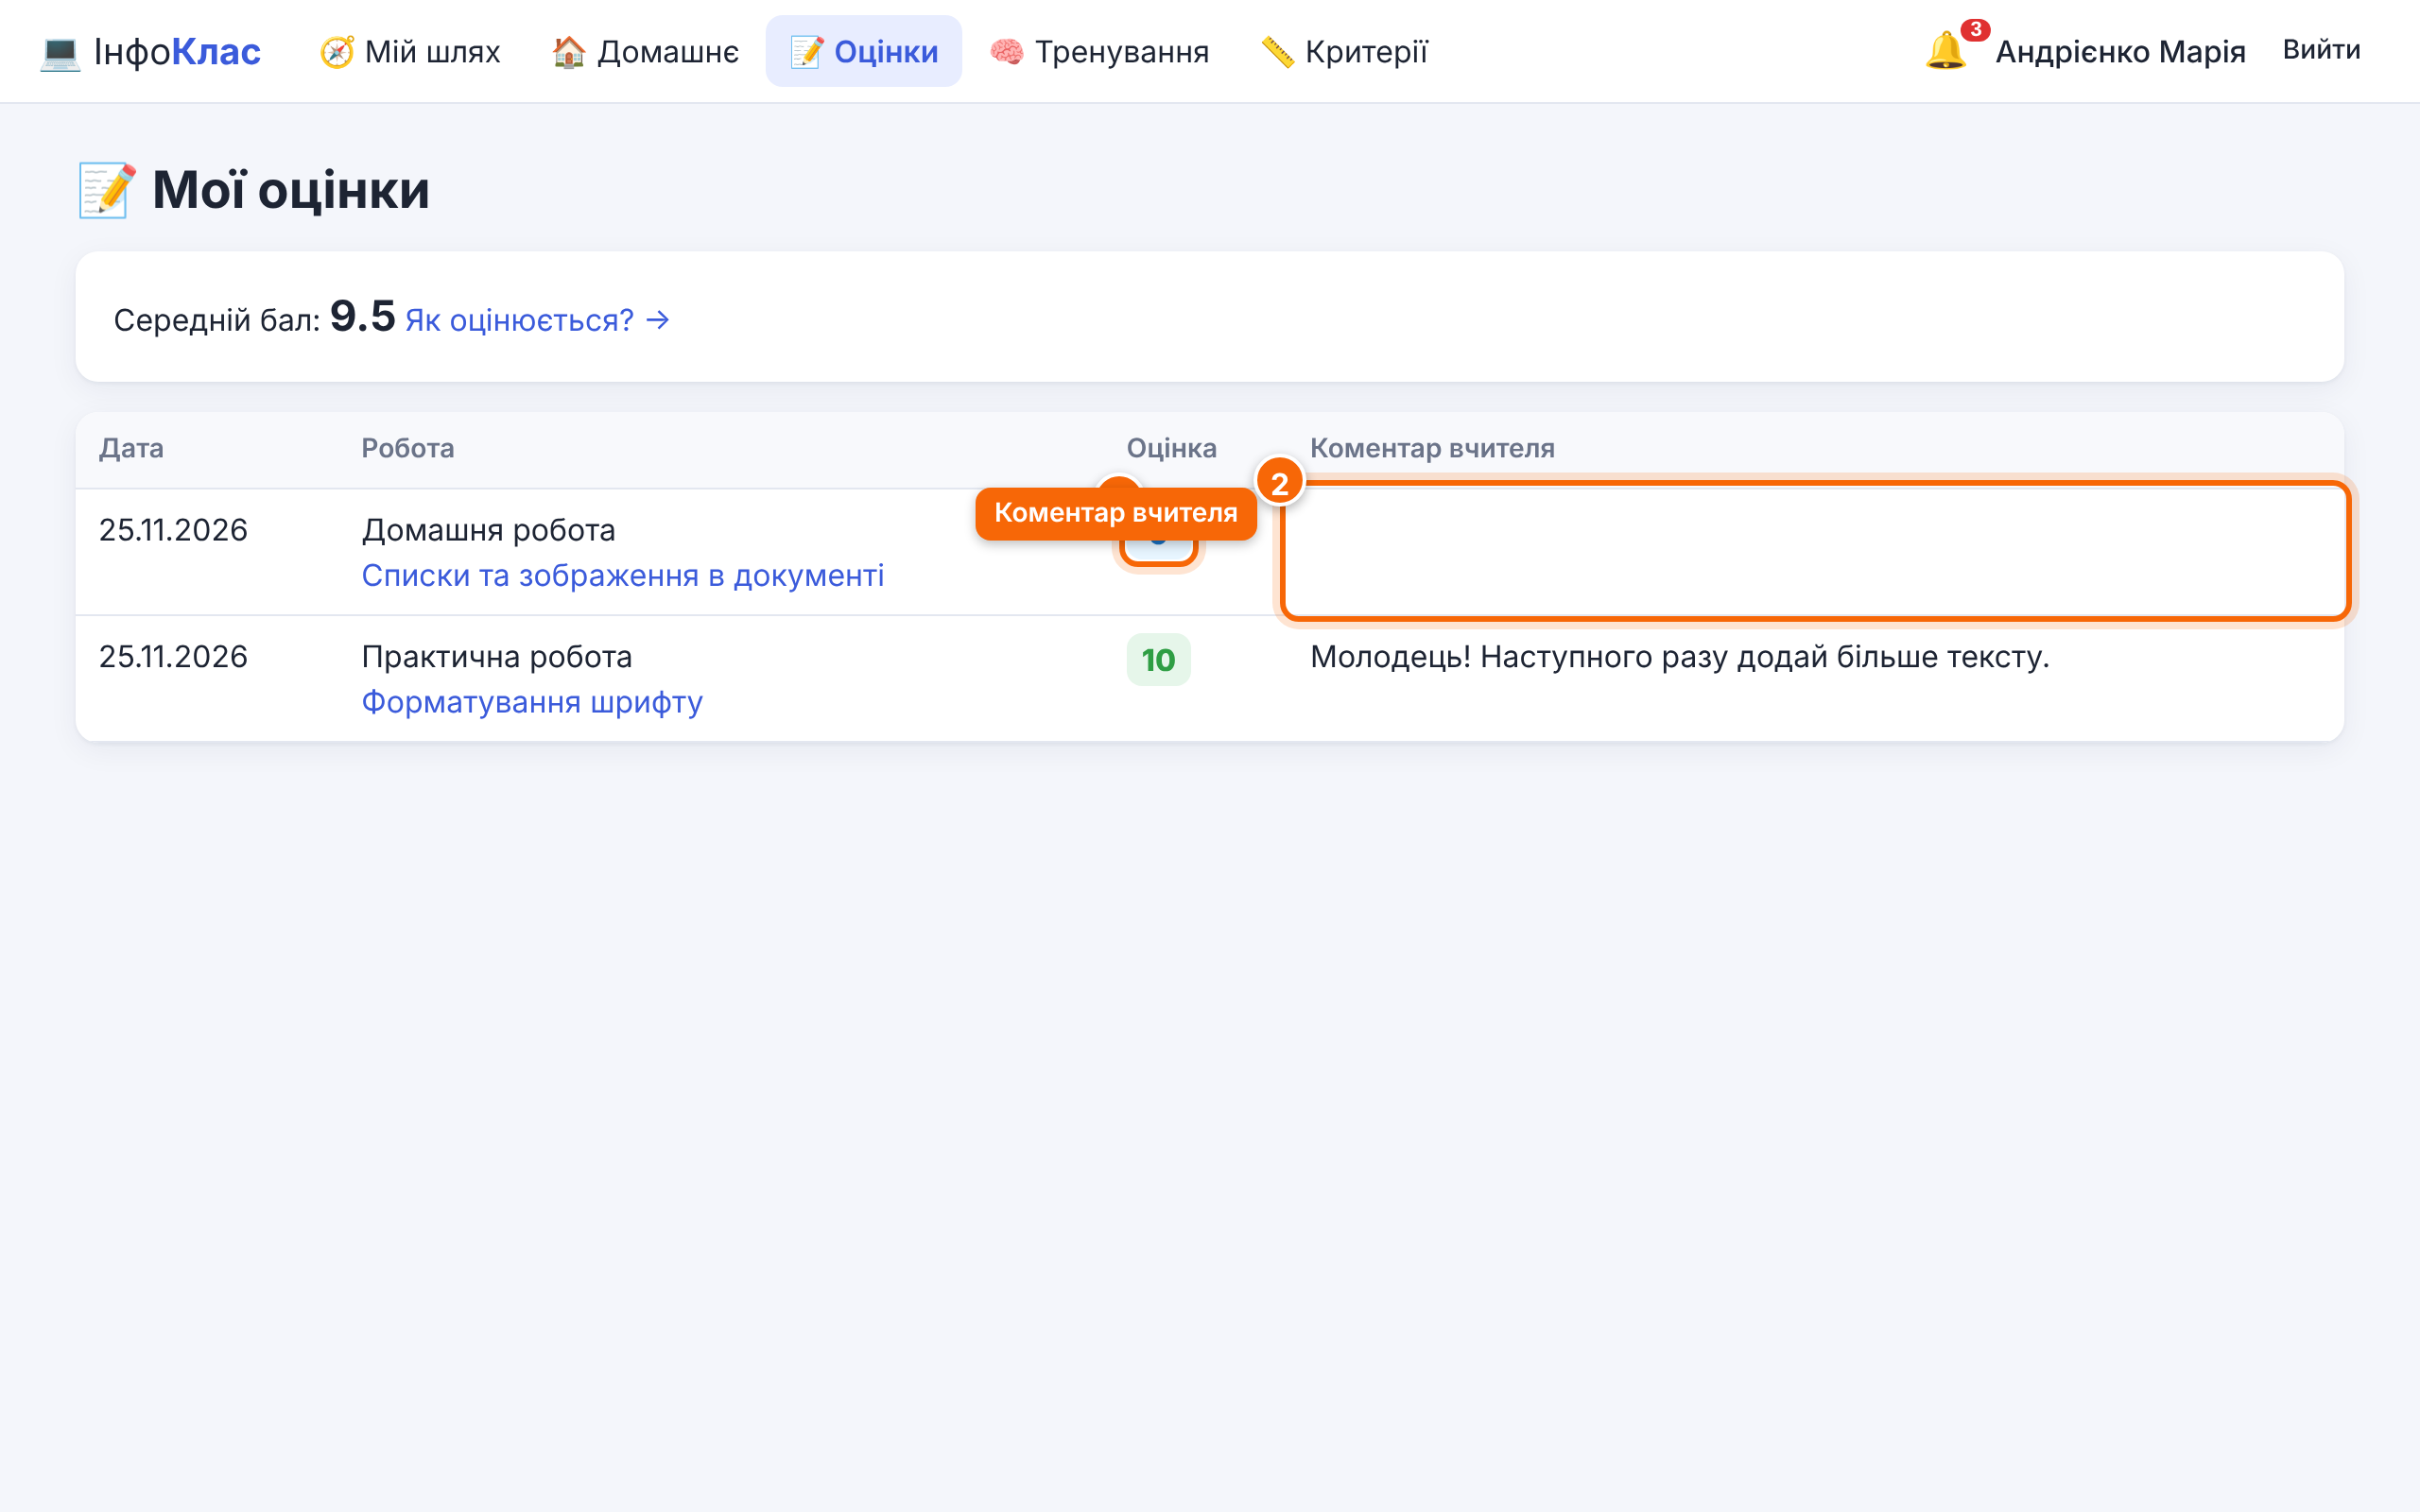 ІнфоКлас
Мій шлях
Домашнє
Оцінки
Тренування
Критерії
3
Андрієнко Марія
Вийти
Мої оцінки
Середній бал: 9.5 Як оцінюється? →
Дата Робота Оцінка Коментар вчителя
2
Коментар вчителя
25.11.2026 Домашня робота
Списки та зображення в документі
25.11.2026 Практична робота 10 Молодець! Наступного разу додай більше тексту.
Форматування шрифту